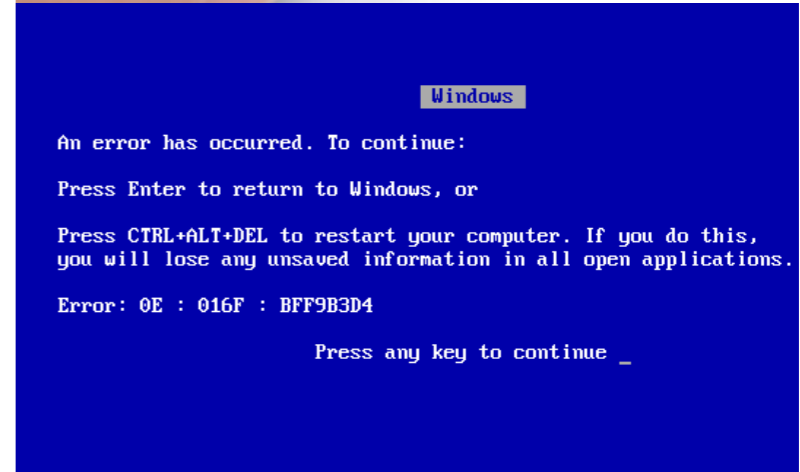 Windows
An error has occurred. To continue:
Press Enter to return to Windows, or
Press CTRL+ALT+DEL to restart your computer. If you do this,
you will lose any unsaved information in all open applications.
Error: 0E : 016F : BFF9B3D4
Press any key to continue _